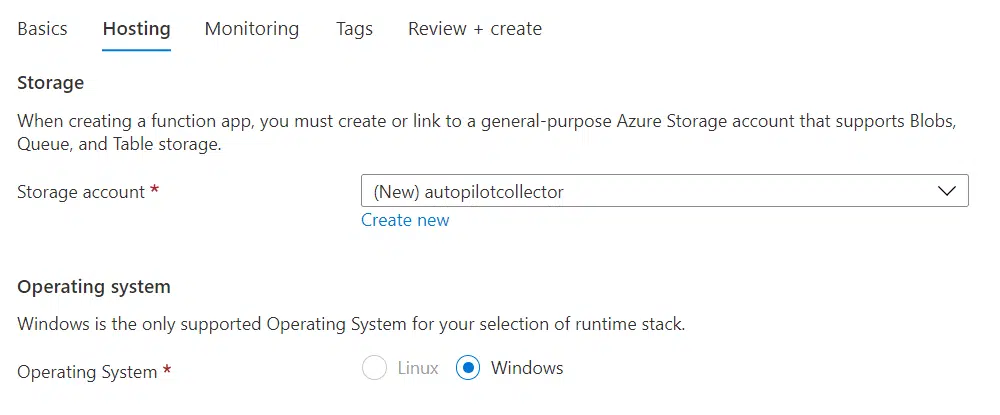 Basics Hosting Monitoring Tags Review + create
Storage
When creating a function app, you must create or link to a general-purpose Azure Storage account that supports Blobs,
Queue, and Table storage.
Storage account * (New) autopilotcollector
Create new
Operating system
Windows is the only supported Operating System for your selection of runtime stack.
Operating System * Linux Windows